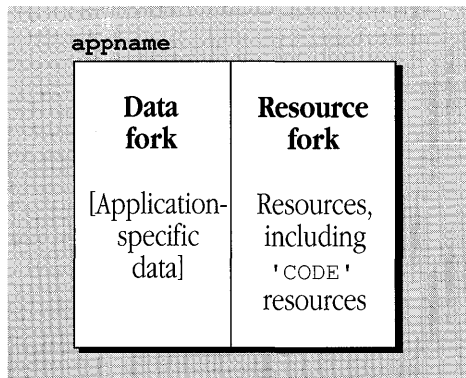 appname
Data
fork
[Application-
specific
data]
Resource
fork
Resources,
including
'CODE'
resources